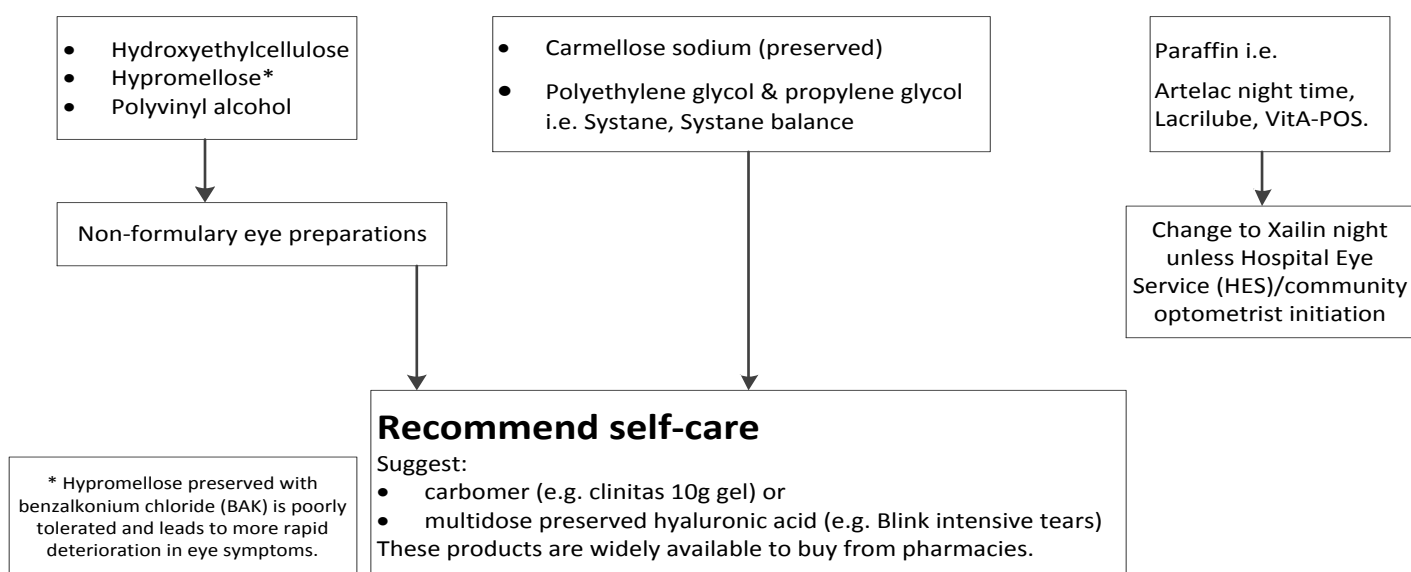 • Hydroxyethylcellulose
• Hypromellose*
• Polyvinyl alcohol
• Carmellose sodium (preserved)
• Polyethylene glycol & propylene glycol
i.e. Systane, Systane balance
Paraffin i.e.
Artelac night time,
Lacrilube, VitA-POS.
Non-formulary eye preparations
Change to Xailin night
unless Hospital Eye
Service (HES)/community
optometrist initiation
Recommend self-care
Suggest:
• carbomer (e.g. clinitas 10g gel) or
• multidose preserved hyaluronic acid (e.g. Blink intensive tears)
These products are widely available to buy from pharmacies.
* Hypromellose preserved with
benzalkonium chloride (BAK) is poorly
tolerated and leads to more rapid
deterioration in eye symptoms.